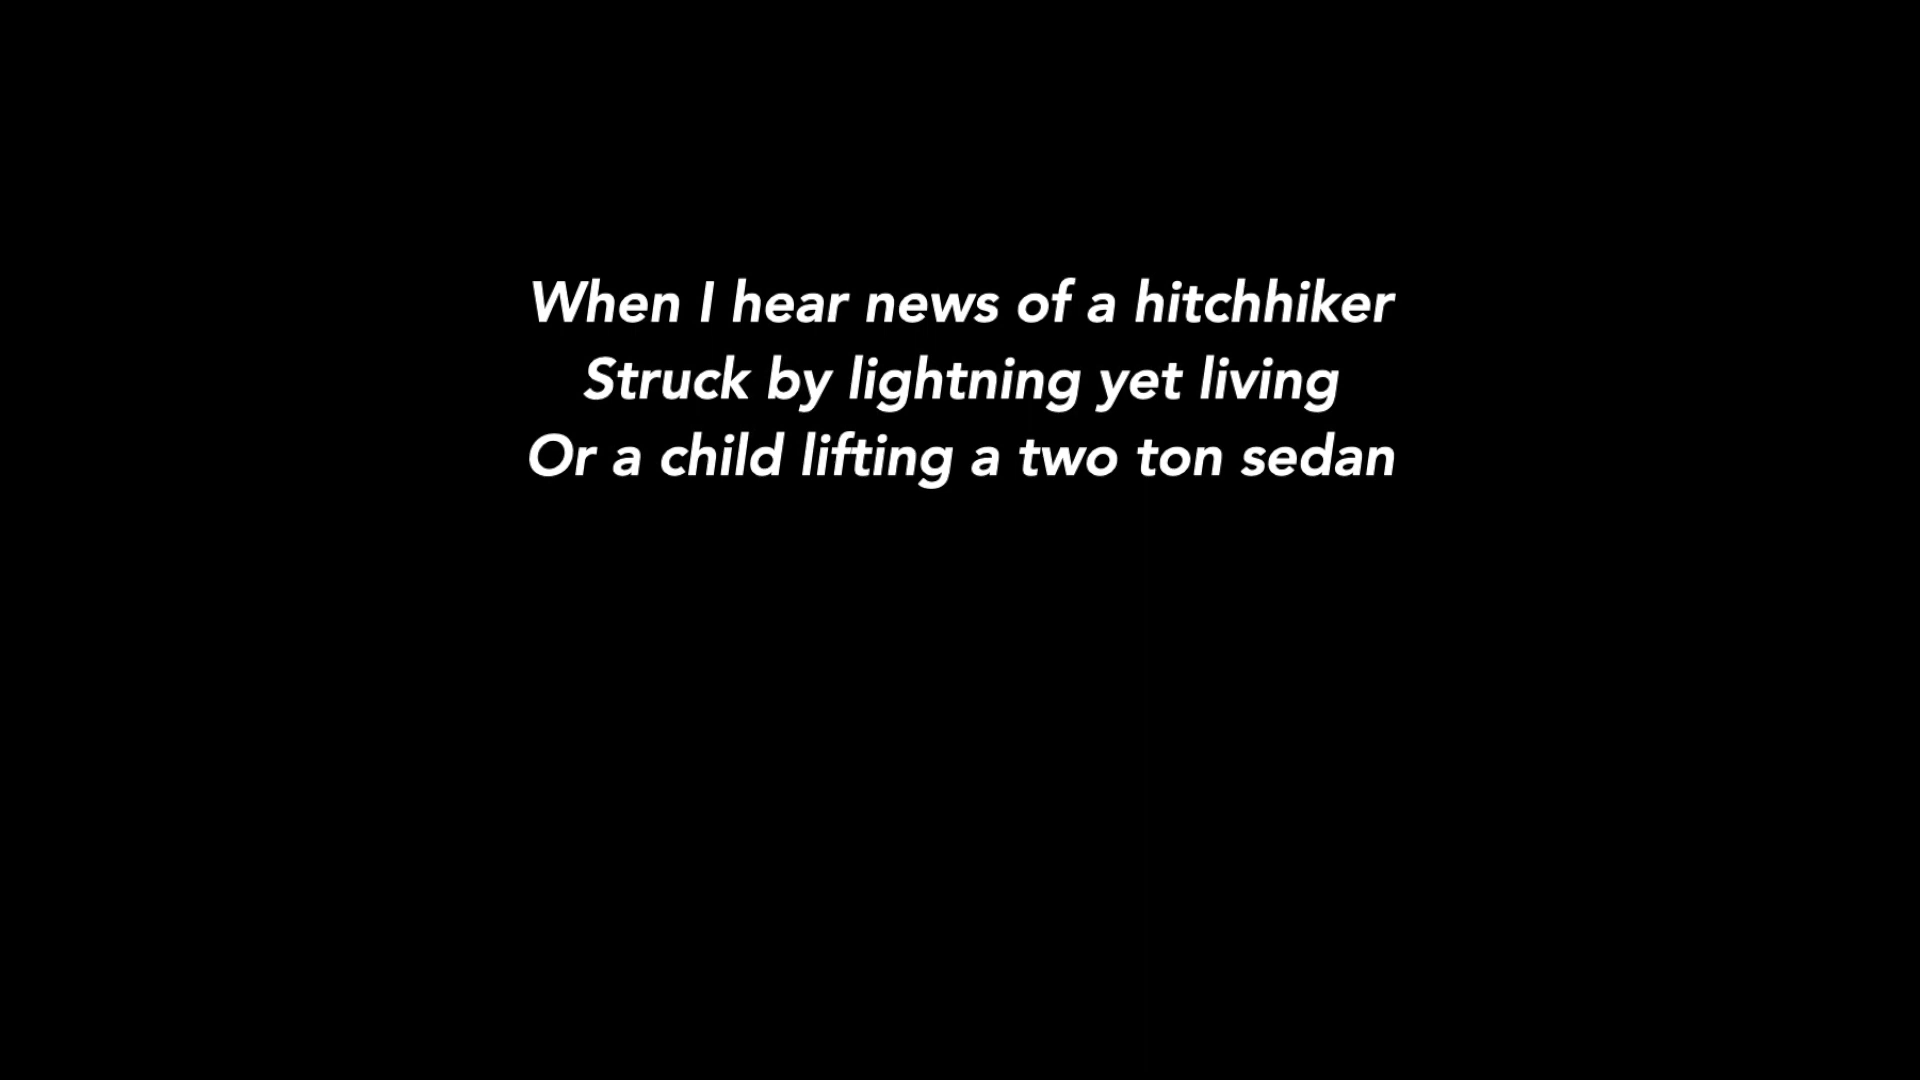 When I hear news of a hitchhiker
Struck by lightning yet living
Or a child lifting a two ton sedan